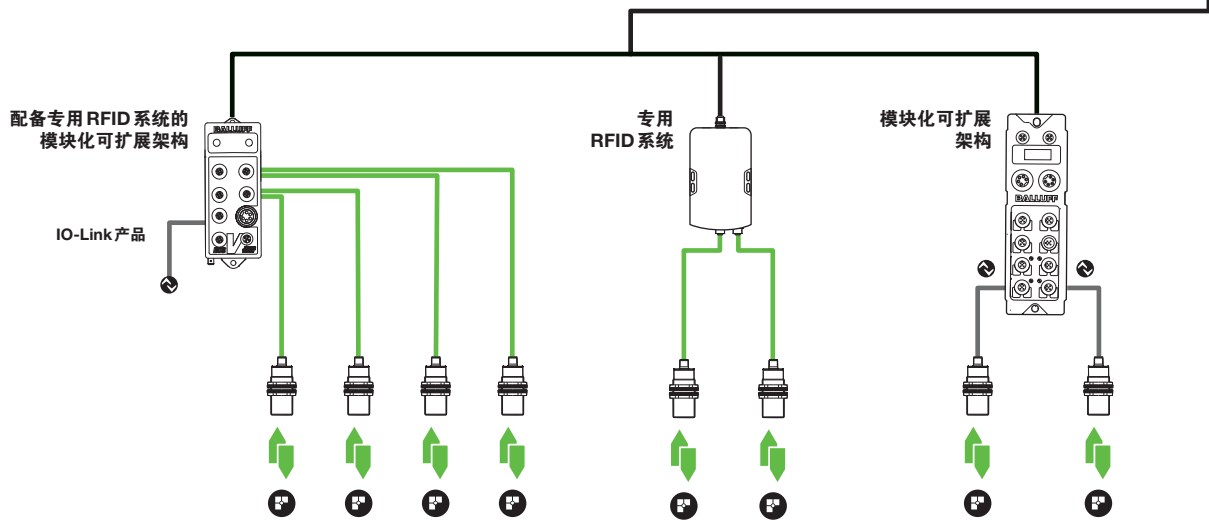 配备专用 RFID 系统的
模块化可扩展架构
BALLUFF
IO-Link 产品
专用
RFID 系统
模块化可扩展
架构
BALLUFF